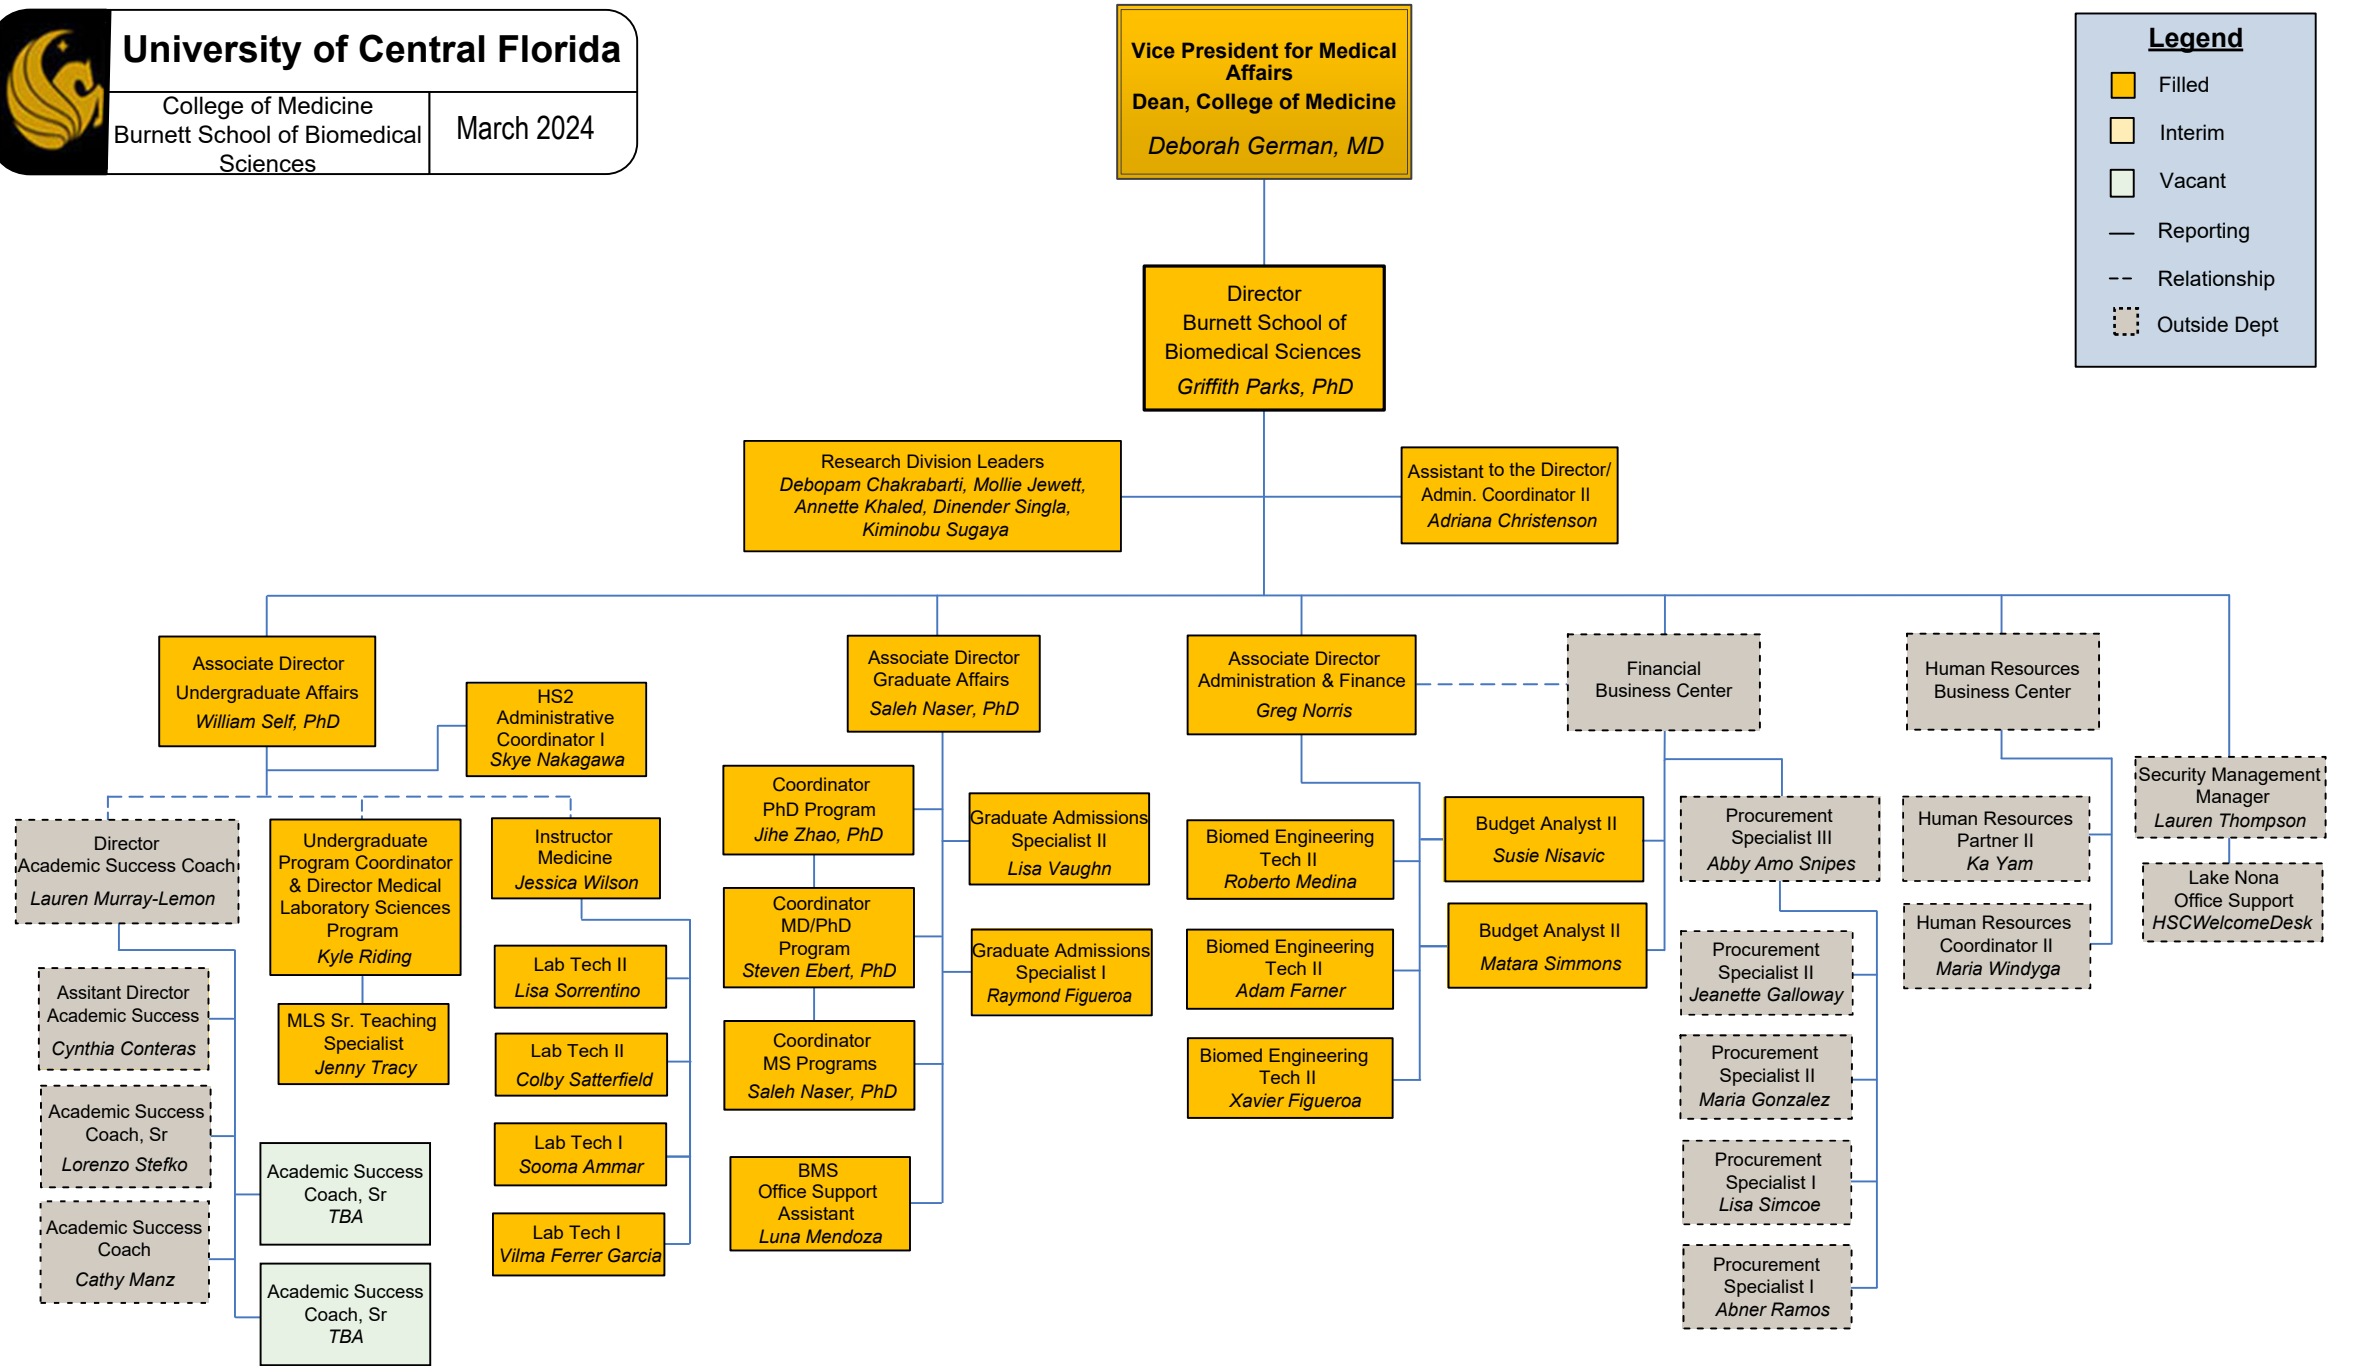 University of Central Florida
College of Medicine
Burnett School of Biomedical
Sciences
March 2024
Vice President for Medical
Affairs
Dean, College of Medicine
Deborah German, MD
Legend
Filled
Interim
Vacant
Reporting
Relationship
Outside Dept
Director
Burnett School of
Biomedical Sciences
Griffith Parks, PhD
Research Division Leaders
Debopam Chakrabarti, Mollie Jewett,
Annette Khaled, Dinender Singla,
Kiminobu Sugaya
Assistant to the Director/
Admin. Coordinator II
Adriana Christenson
Associate Director
Undergraduate Affairs
William Self, PhD
HS2
Administrative
Coordinator I
Skye Nakagawa
Associate Director
Graduate Affairs
Saleh Naser, PhD
Associate Director
Administration & Finance
Greg Norris
Financial
Business Center
Human Resources
Business Center
Security Management
Manager
Lauren Thompson
Lake Nona
Office Support
HSCWelcomeDesk
Director
Academic Success Coach
Lauren Murray-Lemon
Assitant Director
Academic Success
Cynthia Conteras
Academic Success
Coach, Sr
Lorenzo Stefko
Academic Success
Coach
Cathy Manz
Academic Success
Coach, Sr
TBA
Academic Success
Coach, Sr
TBA
Undergraduate
Program Coordinator
& Director Medical
Laboratory Sciences
Program
Kyle Riding
MLS Sr. Teaching
Specialist
Jenny Tracy
Instructor
Medicine
Jessica Wilson
Lab Tech II
Lisa Sorrentino
Lab Tech II
Colby Satterfield
Lab Tech I
Sooma Ammar
Lab Tech I
Vilma Ferrer Garcia
Coordinator
PhD Program
Jihe Zhao, PhD
Coordinator
MD/PhD
Program
Steven Ebert, PhD
Coordinator
MS Programs
Saleh Naser, PhD
BMS
Office Support
Assistant
Luna Mendoza
Graduate Admissions
Specialist II
Lisa Vaughn
Graduate Admissions
Specialist I
Raymond Figueroa
Biomed Engineering
Tech II
Roberto Medina
Biomed Engineering
Tech II
Adam Farner
Biomed Engineering
Tech II
Xavier Figueroa
Budget Analyst II
Susie Nisavic
Budget Analyst II
Matara Simmons
Procurement
Specialist III
Abby Amo Snipes
Procurement
Specialist II
Jeanette Galloway
Procurement
Specialist II
Maria Gonzalez
Procurement
Specialist I
Lisa Simcoe
Procurement
Specialist I
Abner Ramos
Human Resources
Partner II
Ka Yam
Human Resources
Coordinator II
Maria Windyga